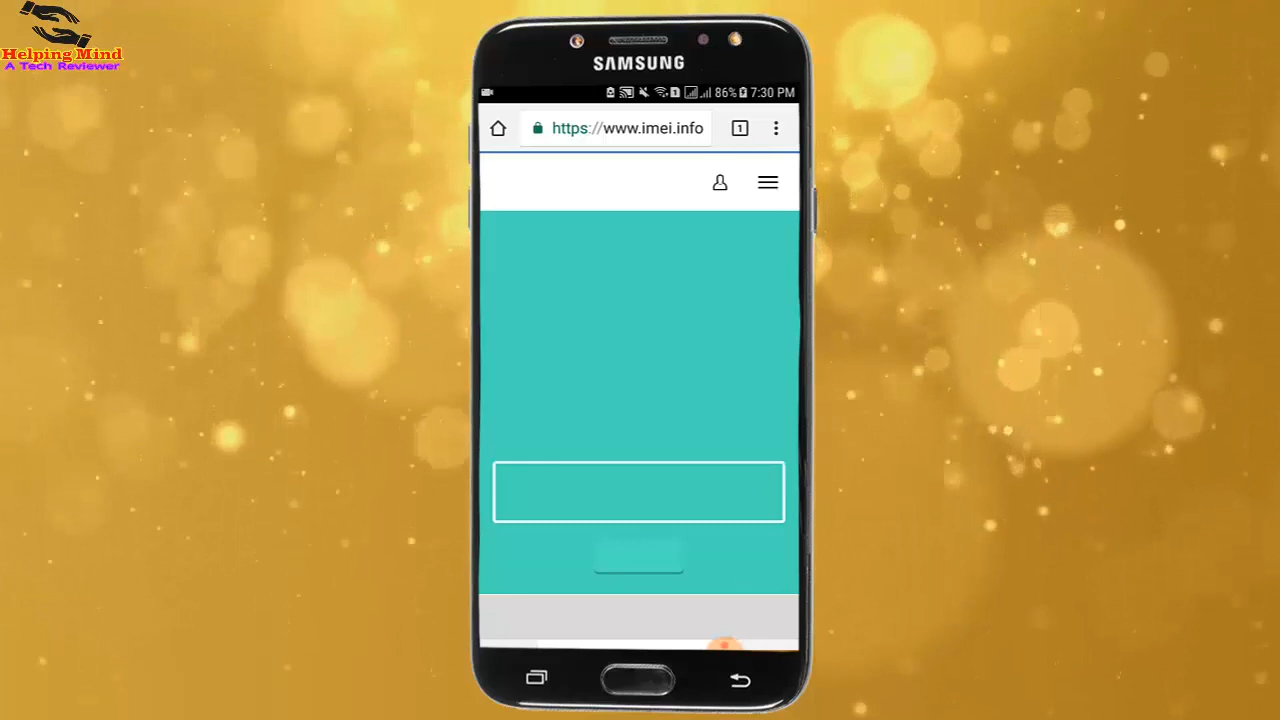 Helping Mind
A Tech Reviewer
SAMSUNG
86% 7:30 PM
https://www.imei.info
1